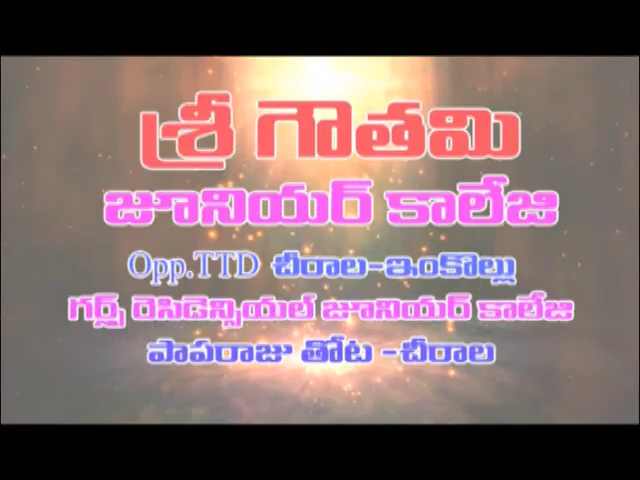 శ్రీ గౌతమి
జూనియర్ కాలేజి
Opp.TTD చీరాల-ఇంకొల్లు
గర్ల్స్ రెసిడెన్సియల్ జూనియర్ కాలేజి
పాపరాజు తోట -చీరాల